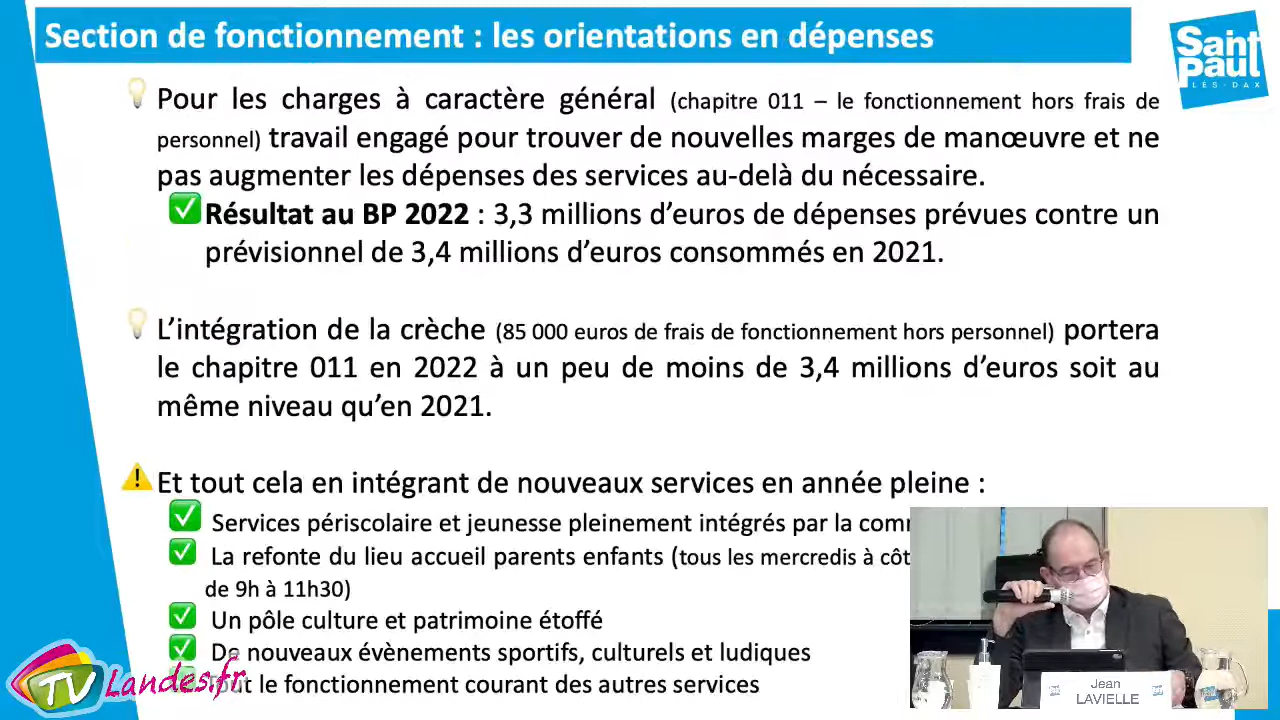 Section de fonctionnement : les orientations en dépenses
Saint
Paul
LÈS-DAX
Pour les charges à caractère général (chapitre 011 – le fonctionnement hors frais de
personnel) travail engagé pour trouver de nouvelles marges de manœuvre et ne
pas augmenter les dépenses des services au-delà du nécessaire.
Résultat au BP 2022 : 3,3 millions d’euros de dépenses prévues contre un
prévisionnel de 3,4 millions d’euros consommés en 2021.
L’intégration de la crèche (85 000 euros de frais de fonctionnement hors personnel) portera
le chapitre 011 en 2022 à un peu de moins de 3,4 millions d’euros soit au
même niveau qu’en 2021.
Et tout cela en intégrant de nouveaux services en année pleine :
Services périscolaire et jeunesse pleinement intégrés par la comm
La refonte du lieu accueil parents enfants (tous les mercredis à côt
de 9h à 11h30)
Un pôle culture et patrimoine étoffé
De nouveaux évènements sportifs, culturels et ludiques
le fonctionnement courant des autres services
TV Landes.fr
Jean
LAVIELLE